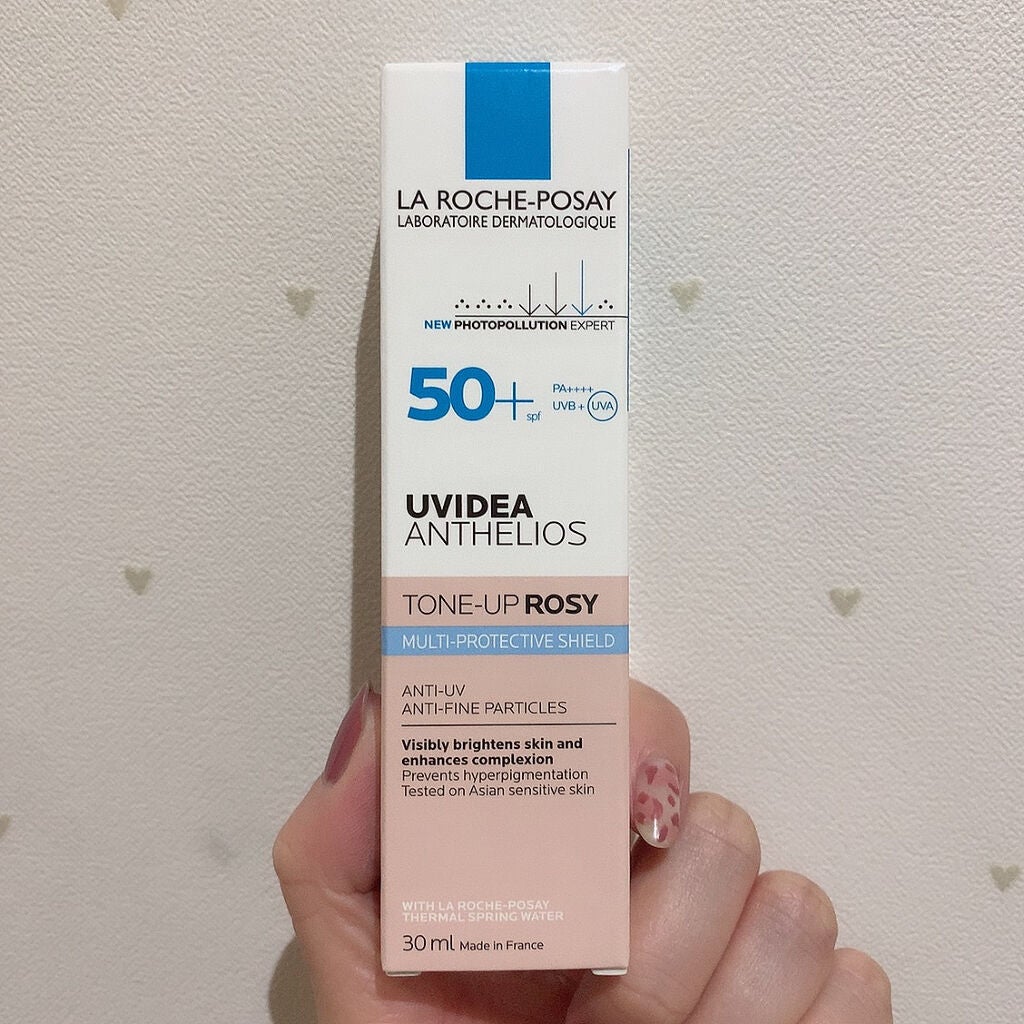 LA ROCHE-POSAY
LABORATOIRE DERMATOLOGIQUE
NEW PHOTOPOLLUTION EXPERT
50+ spf
PA++++
UVB + UVA
UVIDEA
ANTHELIOS
TONE-UP ROSY
MULTI-PROTECTIVE SHIELD
ANTI-UV
ANTI-FINE PARTICLES
Visibly brightens skin and
enhances complexion
Prevents hyperpigmentation
Tested on Asian sensitive skin
WITH LA ROCHE-POSAY
THERMAL SPRING WATER
30 ml Made in France